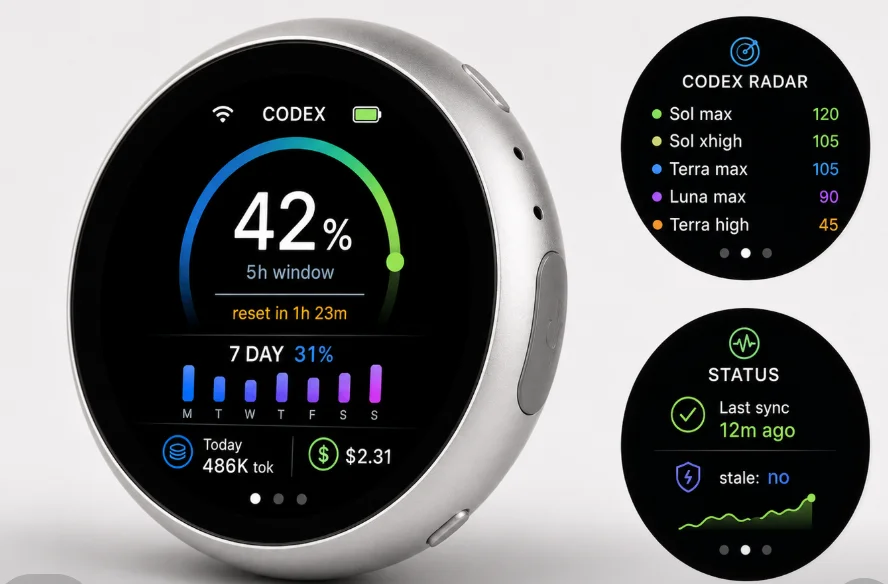 CODEX
42%
5h window
reset in 1h 23m
7 DAY 31%
M T W T F S S
Today
486K tok
$
$2.31
CODEX RADAR
Sol max 120
Sol xhigh 105
Terra max 105
Luna max 90
Terra high 45
STATUS
Last sync
12m ago
stale: no